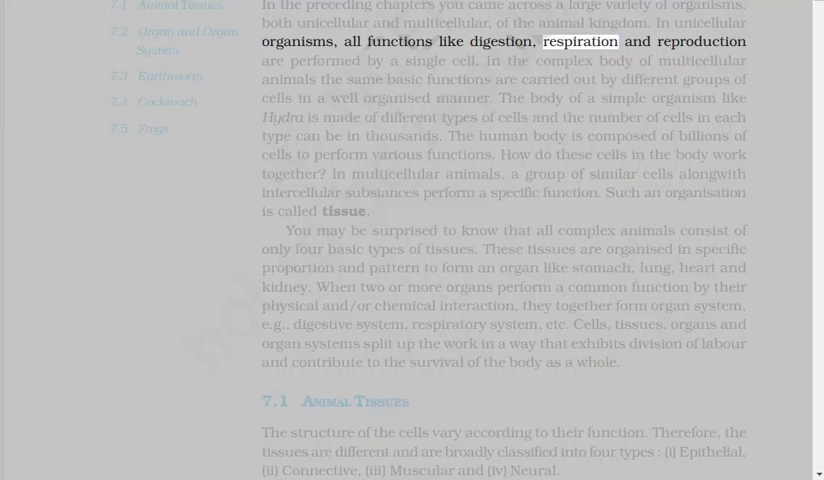 7.1 Animal Tissues
7.2 Organ and Organ
System
7.3 Earthworm
7.4 Cockroach
7.5 Frogs
In the preceding chapters you came across a large variety of organisms,
both unicellular and multicellular, of the animal kingdom. In unicellular
organisms, all functions like digestion, respiration and reproduction
are performed by a single cell. In the complex body of multicellular
animals the same basic functions are carried out by different groups of
cells in a well organised manner. The body of a simple organism like
Hydra is made of different types of cells and the number of cells in each
type can be in thousands. The human body is composed of billions of
cells to perform various functions. How do these cells in the body work
together? In multicellular animals, a group of similar cells alongwith
intercellular substances perform a specific function. Such an organisation
is called tissue.
You may be surprised to know that all complex animals consist of
only four basic types of tissues. These tissues are organised in specific
proportion and pattern to form an organ like stomach, lung, heart and
kidney. When two or more organs perform a common function by their
physical and/or chemical interaction, they together form organ system,
e.g., digestive system, respiratory system, etc. Cells, tissues, organs and
organ systems split up the work in a way that exhibits division of labour
and contribute to the survival of the body as a whole.
7.1 Animal Tissues
The structure of the cells vary according to their function. Therefore, the
tissues are different and are broadly classified into four types : (i) Epithelial,
(ii) Connective, (iii) Muscular and (iv) Neural.